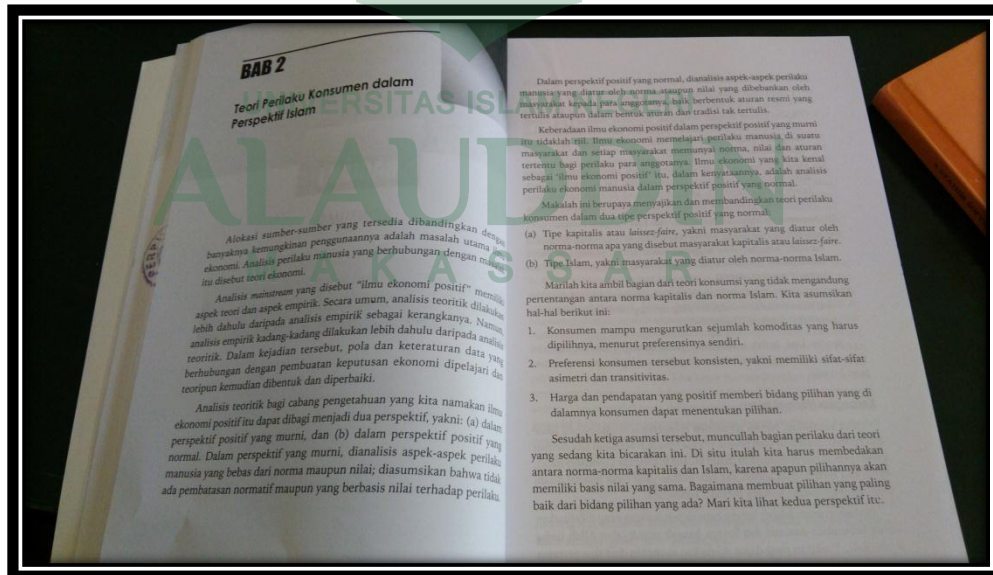 BAB 2
Teori Perilaku Konsumen dalam
Perspektif Islam
Alokasi sumber-sumber yang tersedia dibandingkan dengan
banyaknya kemungkinan penggunaannya adalah masalah utama
ekonomi. Analisis perilaku manusia yang berhubungan dengan
itu disebut teori ekonomi.
Analisis mainstream yang disebut "ilmu ekonomi positif" memiliki
aspek teori dan aspek empirik. Secara umum, analisis teoritik dilakukan
lebih dahulu daripada analisis empirik sebagai kerangkanya. Namun,
analisis empirik kadang-kadang dilakukan lebih dahulu daripada analisis
teoritik. Dalam kejadian tersebut, pola dan keteraturan data yang
berhubungan dengan pembuatan keputusan ekonomi dipelajari dan
teoripun kemudian dibentuk dan diperbaiki.
Analisis teoritik bagi cabang pengetahuan yang kita namakan ilmu
ekonomi positif itu dapat dibagi menjadi dua perspektif, yakni: (a) dalam
perspektif positif yang murni, dan (b) dalam perspektif positif yang
normal. Dalam perspektif yang murni, dianalisis aspek-aspek perilaku
manusia yang bebas dari norma maupun nilai; diasumsikan bahwa tidak
ada pembatasan normatif maupun yang berbasis nilai terhadap perilaku.
Dalam perspektif positif yang normal, dianalisis aspek-aspek perilaku
manusia yang diatur oleh norma ataupun nilai yang dibebankan oleh
masyarakat kepada para anggotanya, baik berbentuk aturan resmi yang
tertulis ataupun dalam bentuk aturan dan tradisi tak tertulis.
Keberadaan ilmu ekonomi positif dalam perspektif positif yang murni
itu tidaklah riil. Ilmu ekonomi memelajari perilaku manusia di suatu
masyarakat dan setiap masyarakat memunyai norma, nilai dan aturan
tertentu bagi perilaku para anggotanya. Ilmu ekonomi yang kita kenal
sebagai "ilmu ekonomi positif" itu, dalam kenyataannya, adalah analisis
perilaku ekonomi manusia dalam perspektif positif yang normal.
Makalah ini berupaya menyajikan dan membandingkan teori perilaku
konsumen dalam dua tipe perspektif positif yang normal;
(a) Tipe kapitalis atau laissez-faire, yakni masyarakat yang diatur oleh
norma-norma apa yang disebut masyarakat kapitalis atau laissez-faire.
(b) Tipe Islam, yakni masyarakat yang diatur oleh norma-norma Islam.
Marilah kita ambil bagian dari teori konsumsi yang tidak mengandung
pertentangan antara norma kapitalis dan norma Islam. Kita asumsikan
hal-hal berikut ini:
1. Konsumen mampu mengurutkan sejumlah komoditas yang harus
dipilihnya, menurut preferensinya sendiri.
2. Preferensi konsumen tersebut konsisten, yakni memiliki sifat-sifat
asimetri dan transitivitas.
3. Harga dan pendapatan yang positif memberi bidang pilihan yang di
dalamnya konsumen dapat menentukan pilihan.
Sesudah ketiga asumsi tersebut, muncullah bagian perilaku dari teori
yang sedang kita bicarakan ini. Di situ itulah kita harus membedakan
antara norma-norma kapitalis dan Islam, karena apapun pilihannya akan
memiliki basis nilai yang sama. Bagaimana membuat pilihan yang paling
baik dari bidang pilihan yang ada? Mari kita lihat kedua perspektif itu.
UNIVERSITAS ISLAM NEGERI
ALAUDDIN
MAKASSAR